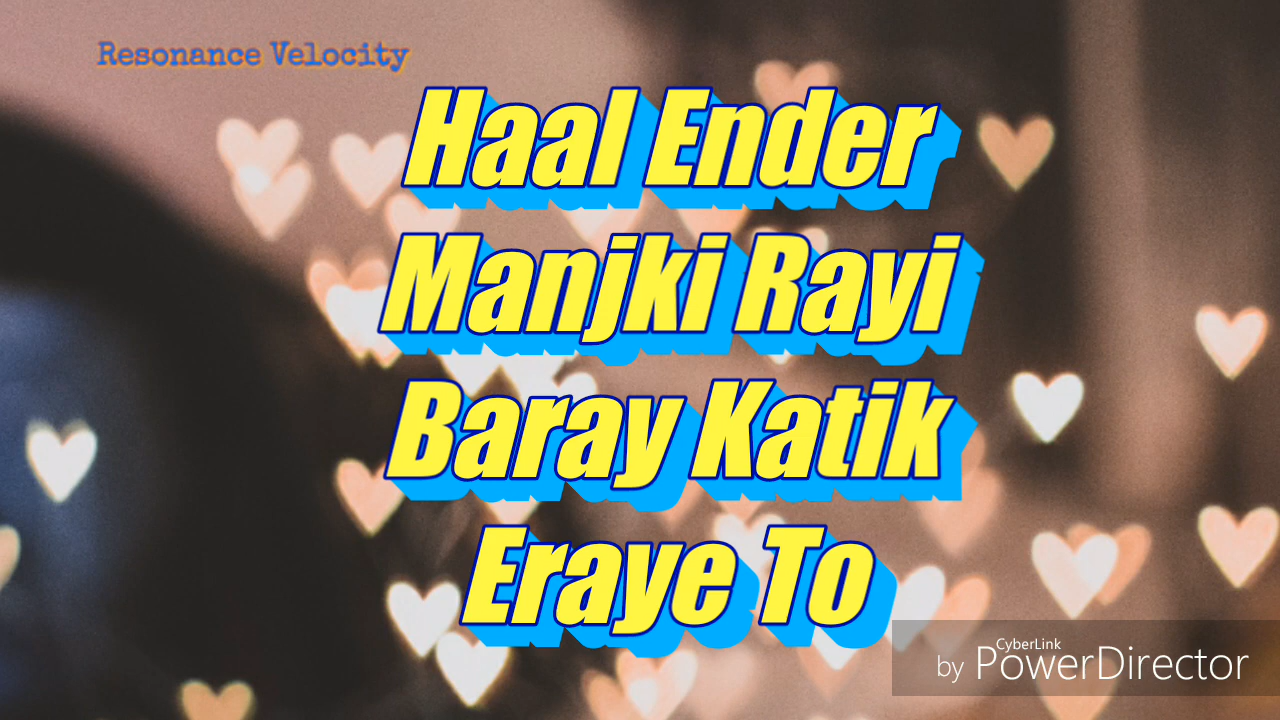 Resonance Velocity
Haal Ender
Manjki Rayi
Baray Katik
Eraye To
CyberLink
by PowerDirector